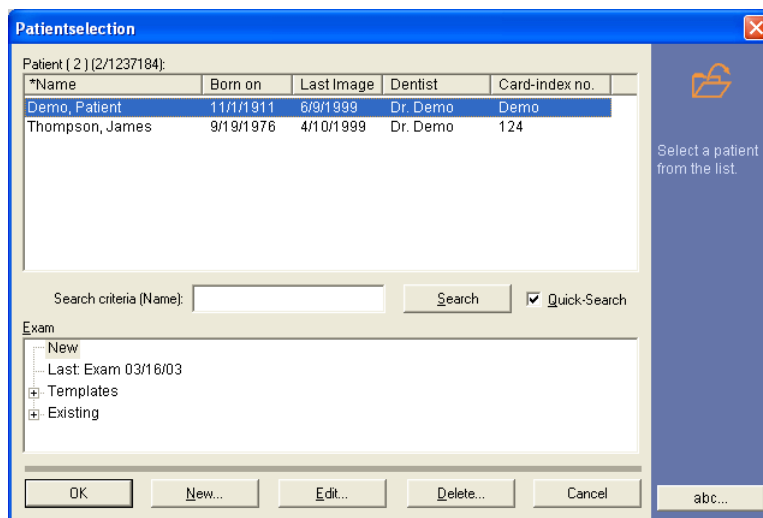 Patientselection
Patient ( 2 ) (2/1237184):
*Name Born on Last Image Dentist Card-index no.
Demo, Patient 11/1/1911 6/9/1999 Dr. Demo Demo
Thompson, James 9/19/1976 4/10/1999 Dr. Demo 124
Select a patient
from the list.
Search criteria (Name): Search Quick-Search
Exam
New
Last: Exam 03/16/03
Templates
Existing
OK New... Edit... Delete... Cancel abc...